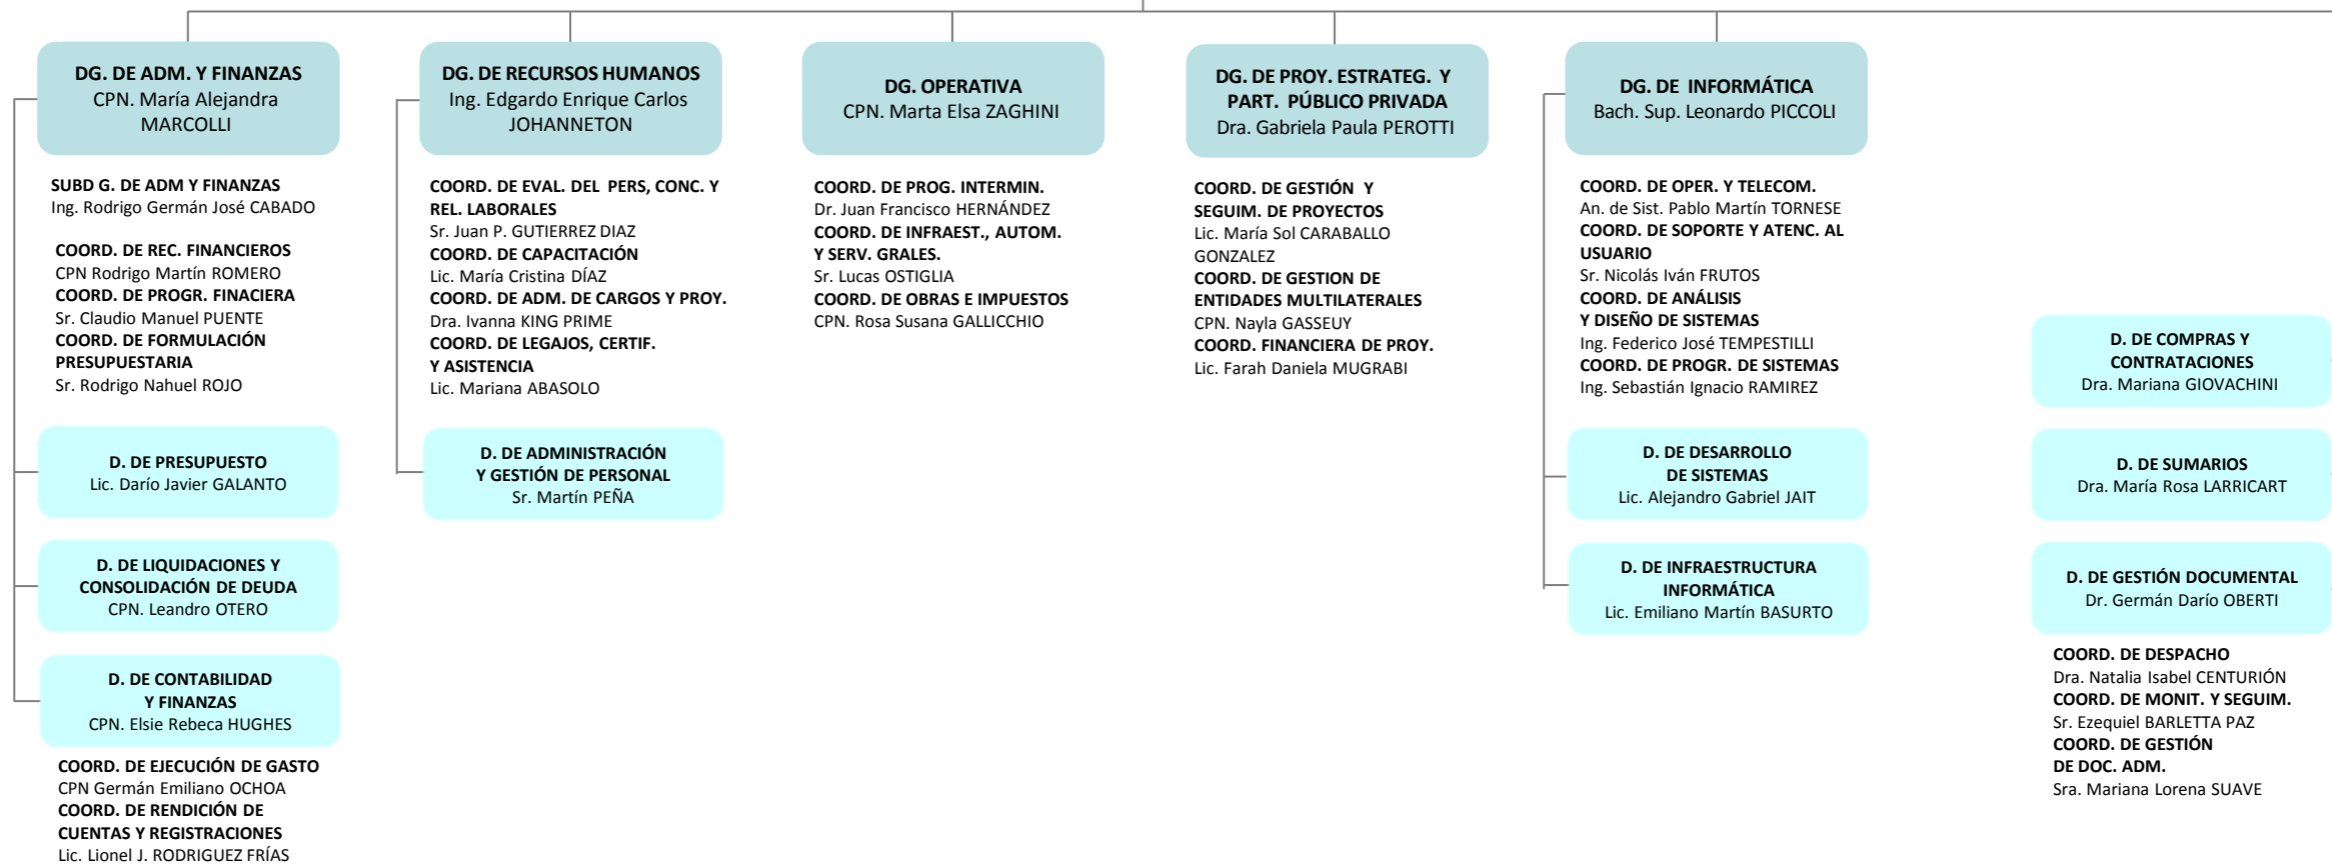 DG. DE ADM. Y FINANZAS
CPN. María Alejandra
MARCOLLI
SUBD G. DE ADM Y FINANZAS
Ing. Rodrigo Germán José CABADO
COORD. DE REC. FINANCIEROS
CPN Rodrigo Martín ROMERO
COORD. DE PROGR. FINACIERA
Sr. Claudio Manuel PUENTE
COORD. DE FORMULACIÓN
PRESUPUESTARIA
Sr. Rodrigo Nahuel ROJO
D. DE PRESUPUESTO
Lic. Darío Javier GALANTO
D. DE LIQUIDACIONES Y
CONSOLIDACIÓN DE DEUDA
CPN. Leandro OTERO
D. DE CONTABILIDAD
Y FINANZAS
CPN. Elsie Rebeca HUGHES
COORD. DE EJECUCIÓN DE GASTO
CPN Germán Emiliano OCHOA
COORD. DE RENDICIÓN DE
CUENTAS Y REGISTRACIONES
Lic. Lionel J. RODRIGUEZ FRÍAS
DG. DE RECURSOS HUMANOS
Ing. Edgardo Enrique Carlos
JOHANNETON
COORD. DE EVAL. DEL PERS, CONC. Y
REL. LABORALES
Sr. Juan P. GUTIERREZ DIAZ
COORD. DE CAPACITACIÓN
Lic. María Cristina DÍAZ
COORD. DE ADM. DE CARGOS Y PROY.
Dra. Ivanna KING PRIME
COORD. DE LEGAJOS, CERTIF.
Y ASISTENCIA
Lic. Mariana ABASOLO
D. DE ADMINISTRACIÓN
Y GESTIÓN DE PERSONAL
Sr. Martín PEÑA
DG. OPERATIVA
CPN. Marta Elsa ZAGHINI
COORD. DE PROG. INTERMIN.
Dr. Juan Francisco HERNÁNDEZ
COORD. DE INFRAEST., AUTOM.
Y SERV. GRALES.
Sr. Lucas OSTIGLIA
COORD. DE OBRAS E IMPUESTOS
CPN. Rosa Susana GALLICCHIO
DG. DE PROY. ESTRATEG. Y
PART. PÚBLICO PRIVADA
Dra. Gabriela Paula PEROTTI
COORD. DE GESTIÓN Y
SEGUIM. DE PROYECTOS
Lic. María Sol CARABALLO
GONZALEZ
COORD. DE GESTION DE
ENTIDADES MULTILATERALES
CPN. Nayla GASSEUY
COORD. FINANCIERA DE PROY.
Lic. Farah Daniela MUGRABI
DG. DE INFORMÁTICA
Bach. Sup. Leonardo PICCOLI
COORD. DE OPER. Y TELECOM.
An. de Sist. Pablo Martín TORNESE
COORD. DE SOPORTE Y ATENC. AL
USUARIO
Sr. Nicolás Iván FRUTOS
COORD. DE ANÁLISIS
Y DISEÑO DE SISTEMAS
Ing. Federico José TEMPESTILLI
COORD. DE PROGR. DE SISTEMAS
Ing. Sebastián Ignacio RAMIREZ
D. DE DESARROLLO
DE SISTEMAS
Lic. Alejandro Gabriel JAIT
D. DE INFRAESTRUCTURA
INFORMÁTICA
Lic. Emiliano Martín BASURTO
D. DE COMPRAS Y
CONTRATACIONES
Dra. Mariana GIOVACHINI
D. DE SUMARIOS
Dra. María Rosa LARRICART
D. DE GESTIÓN DOCUMENTAL
Dr. Germán Darío OBERTI
COORD. DE DESPACHO
Dra. Natalia Isabel CENTURIÓN
COORD. DE MONIT. Y SEGUIM.
Sr. Ezequiel BARLETTA PAZ
COORD. DE GESTIÓN
DE DOC. ADM.
Sra. Mariana Lorena SUAVE